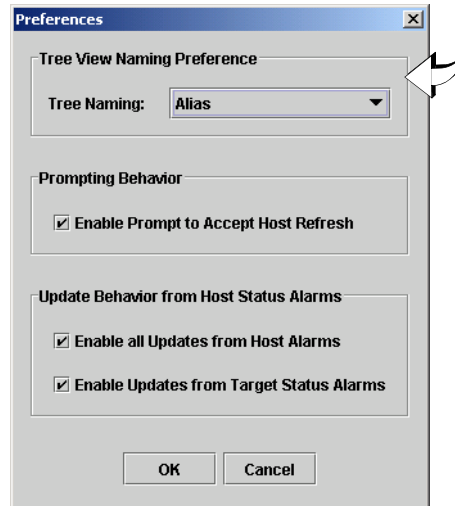 Preferences
Tree View Naming Preference
Tree Naming: Alias
Prompting Behavior
Enable Prompt to Accept Host Refresh
Update Behavior from Host Status Alarms
Enable all Updates from Host Alarms
Enable Updates from Target Status Alarms
OK Cancel